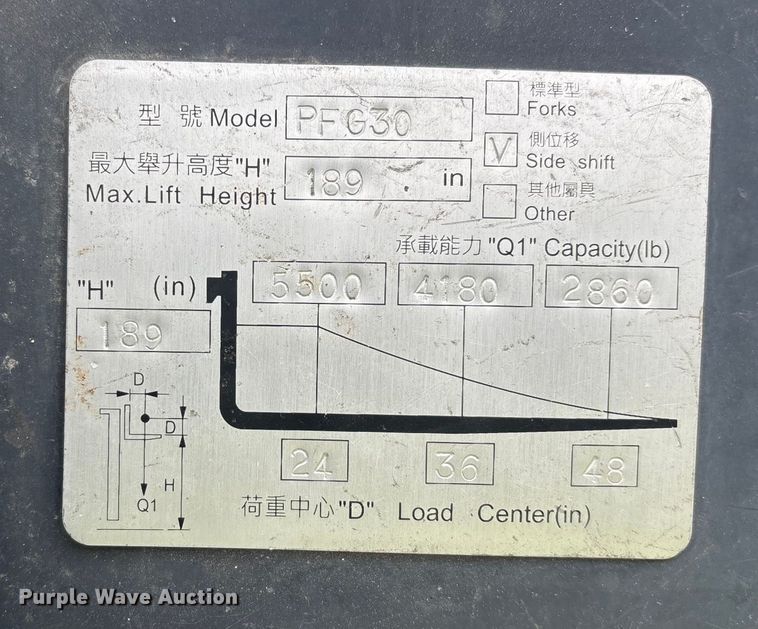 型 號 Model PFG30
最大舉升高度"H"
Max.Lift Height 189 in
標準型
Forks
V 側位移
Side shift
其他屬具
Other
承載能力 "Q1" Capacity(lb)
"H" (in) 5500 4180 2860
189
D
D
H
Q1
24 36 48
荷重中心"D" Load Center(in)
Purple Wave Auction